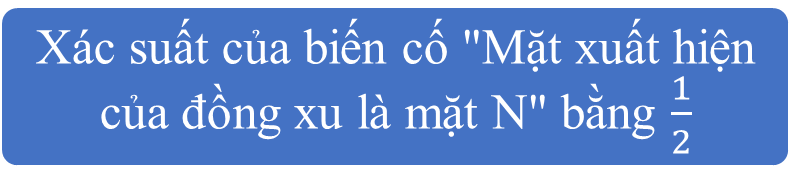 Xác suất của biến cố "Mặt xuất hiện
của đồng xu là mặt N" bằng 1/2